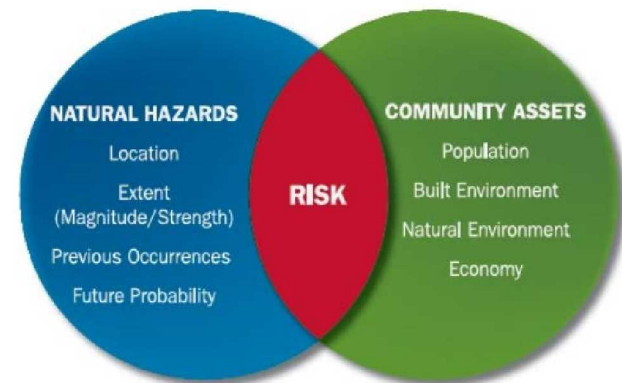 NATURAL HAZARDS
Location
Extent
(Magnitude/Strength)
Previous Occurrences
Future Probability
RISK
COMMUNITY ASSETS
Population
Built Environment
Natural Environment
Economy